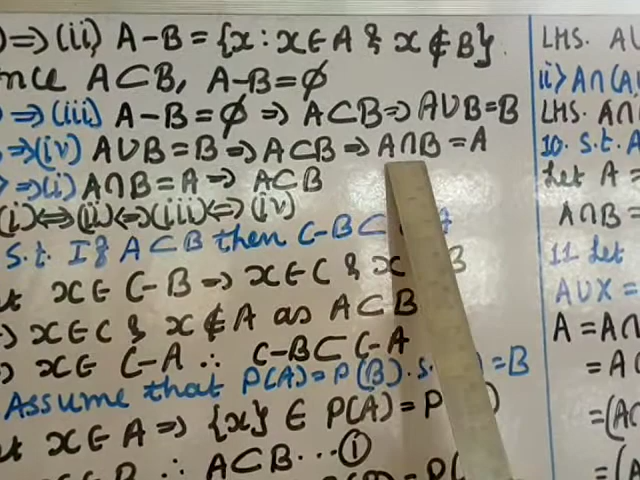 )⇒(ii) A-B={x:x∈A & x∉B}.
nce A⊂B, A-B=∅
)⇒(iii) A-B=∅ ⇒ A⊂B⇒ A∪B=B
⇒(iv) A∪B=B⇒A⊂B⇒ A∩B=A
⇒(i) A∩B=A⇒ A⊂B
(i)⇔(ii)⇔(iii)⇔(iv)
S.t. If A⊂B then C-B⊂ A
x∈C-B⇒ x∈C & x B
⇒ x∈C & x∉A as A⊂B
x∈ C-A ∴ C-B⊂C-A
Assume that P(A)=P(B). s. =B
x∈A⇒ {x} ∈ P(A)=P )
∴ A⊂B...①
LHS. AU
ii> A∩(A
LHS. A∩
10. S.t. A
Let A =
A∩B=
11 Let
A∪X=
A=A∩
=A
=(A
=(A